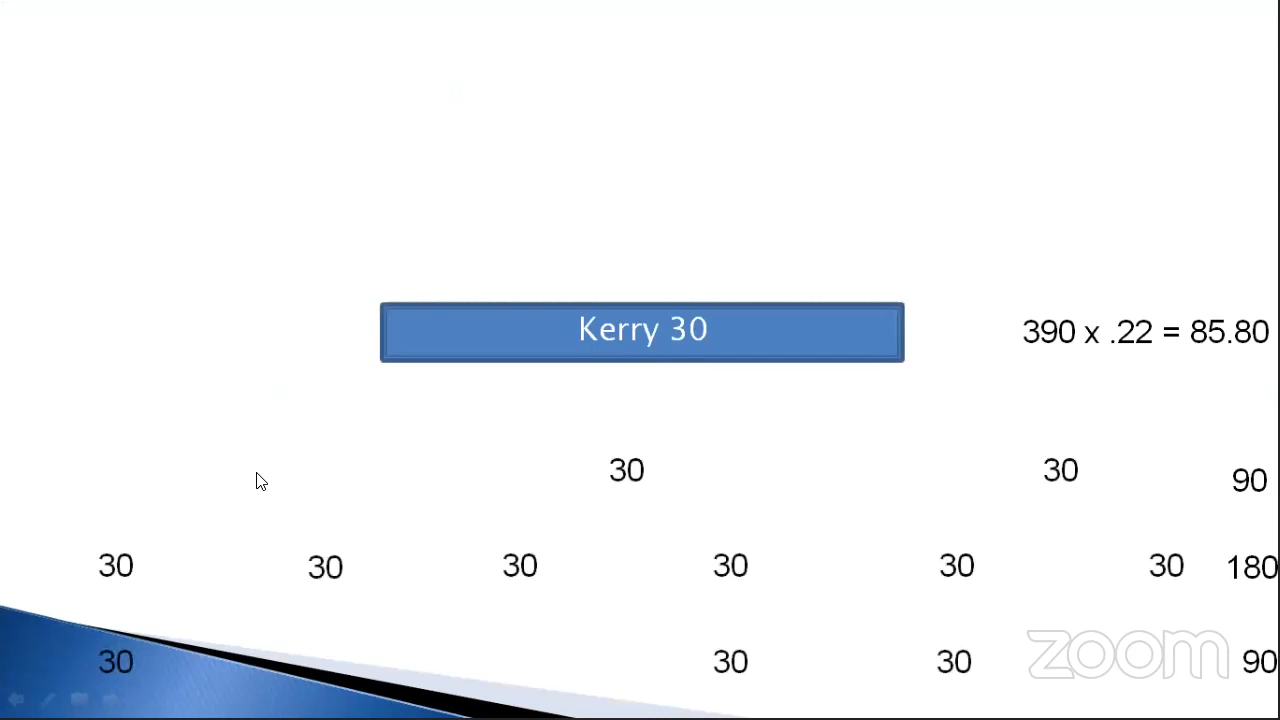 Kerry 30
390 x .22 = 85.80
30 30 90
30 30 30 30 30 30 180
30 30 30 zoom 90